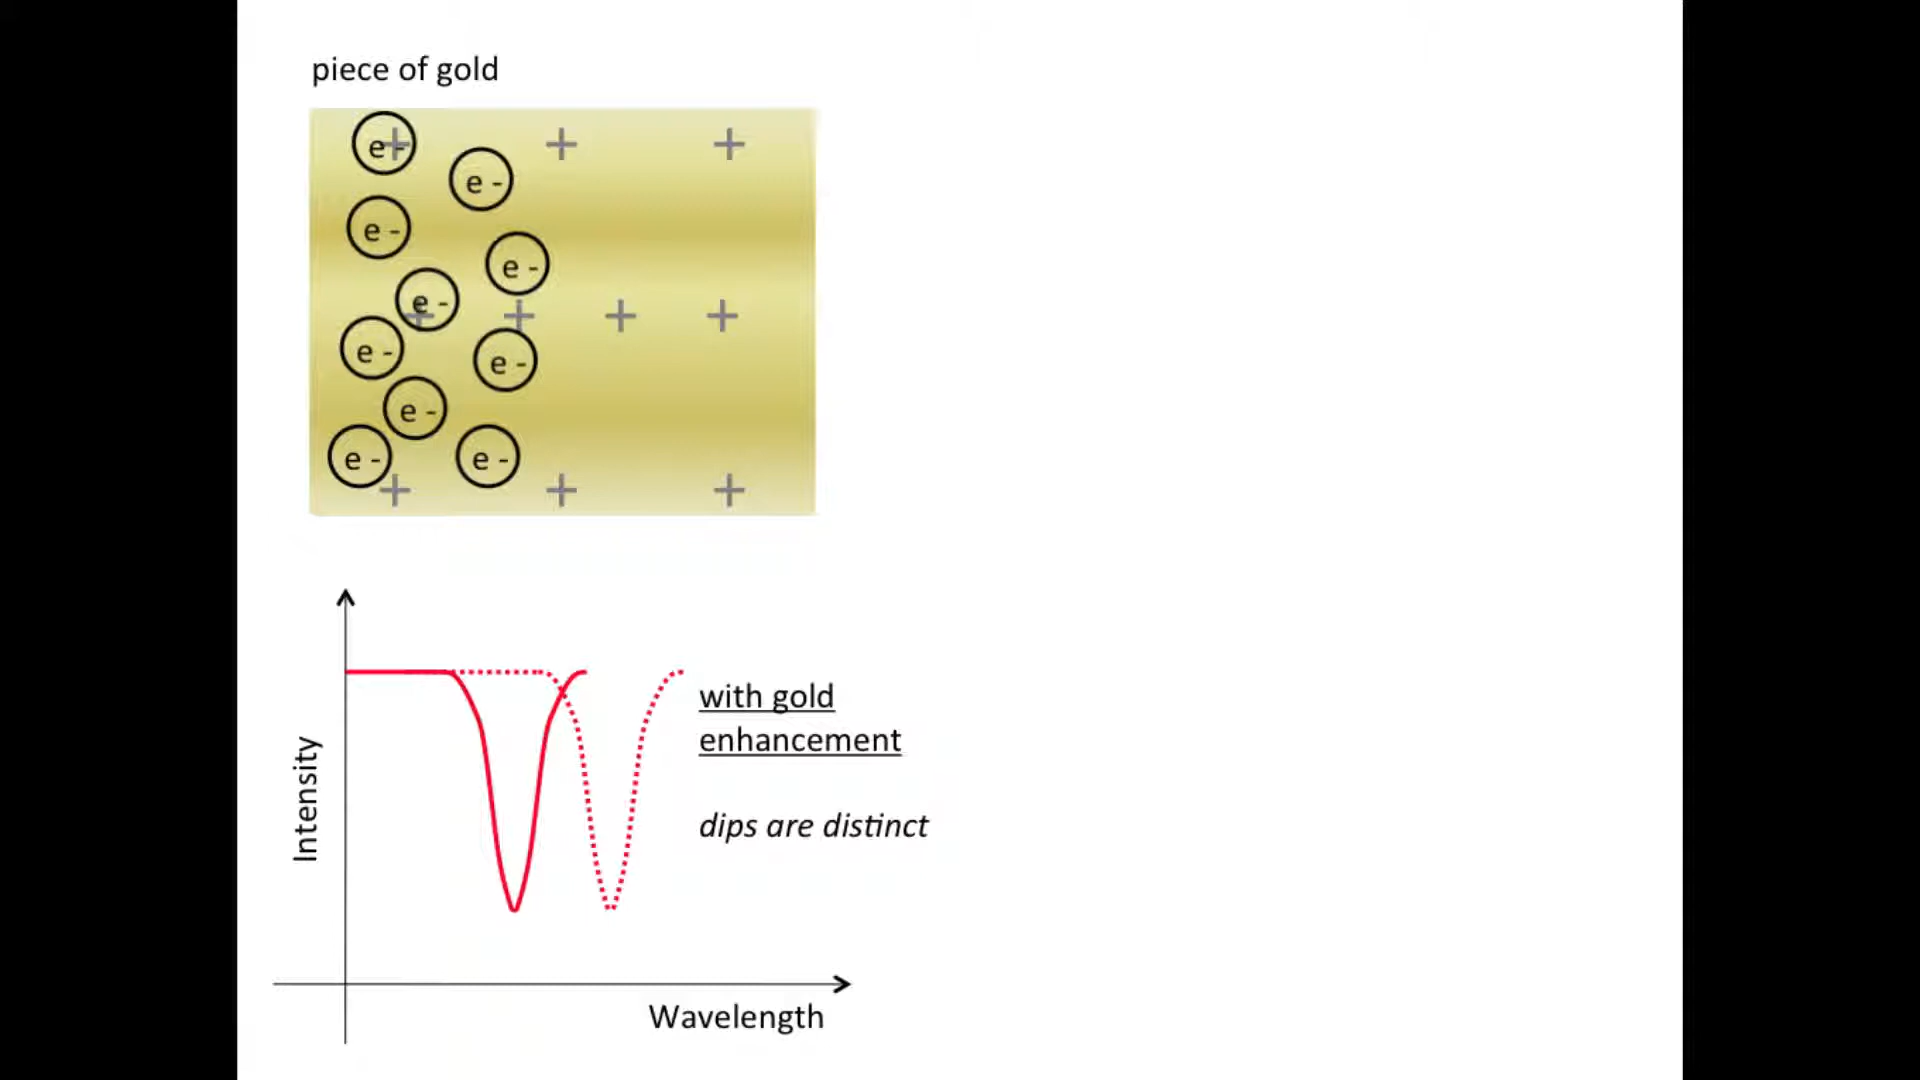 piece of gold
e - + + +
e -
e -
e -
e -
+ + + +
e -
e -
e -
e - e -
+ + +
with gold
enhancement
dips are distinct
Intensity
Wavelength